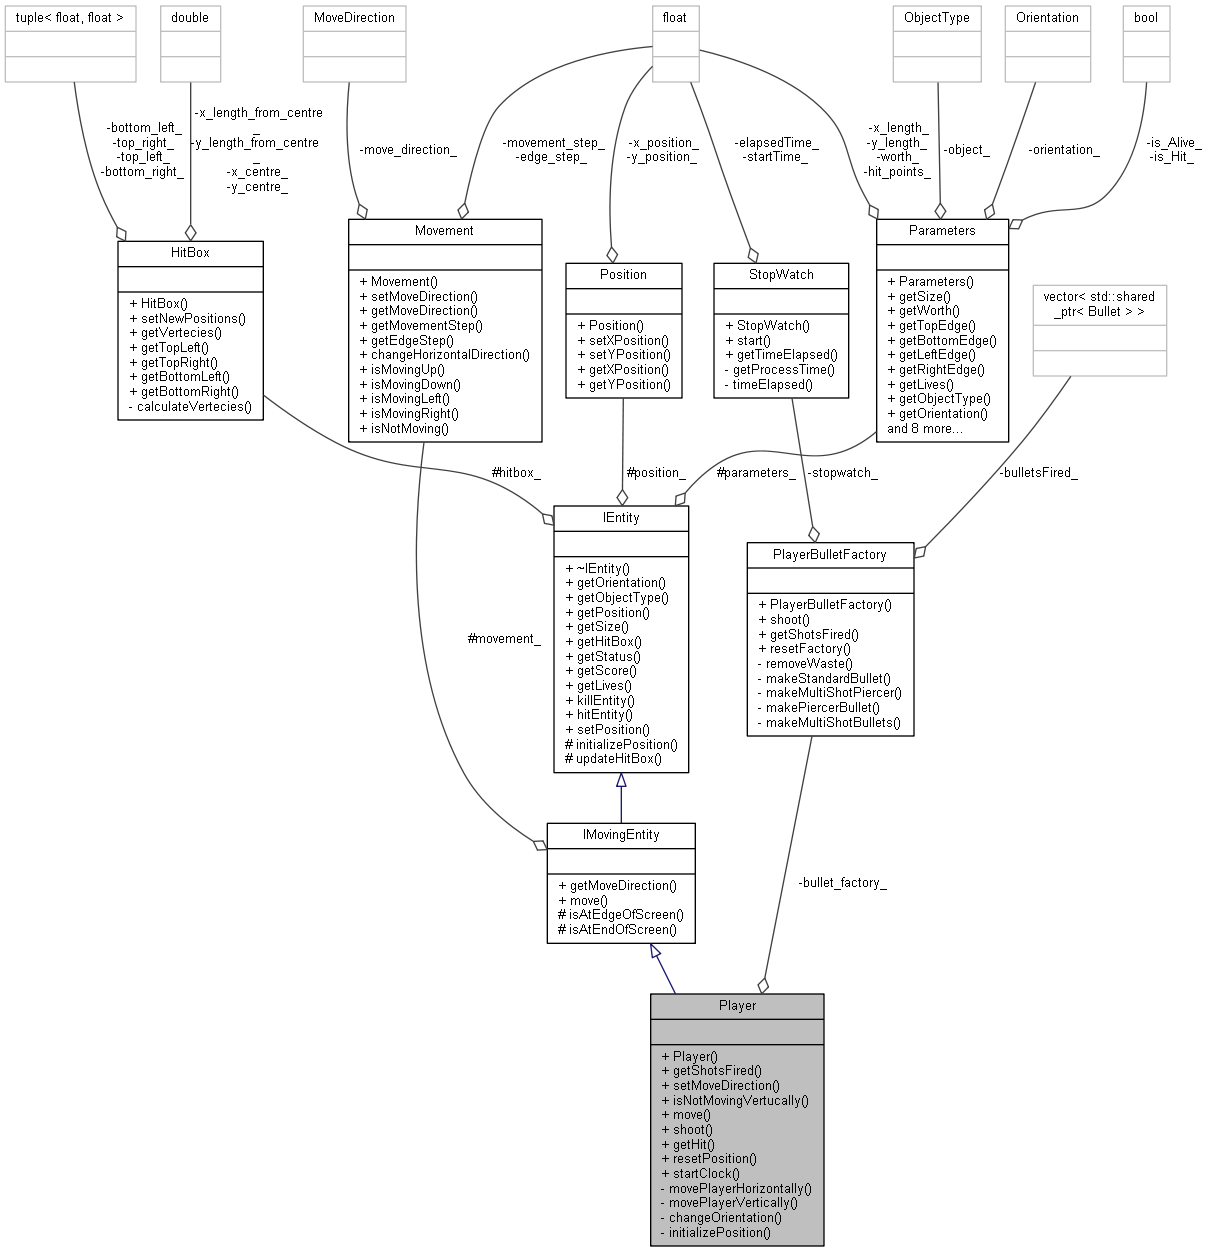 tuple< float, float >
double
MoveDirection
float
ObjectType
Orientation
bool
-bottom_left_
-top_right_
-top_left_
-bottom_right_
-x_length_from_centre
_
-y_length_from_centre
_
-x_centre_
-y_centre_
-move_direction_
-movement_step_
-edge_step_
-x_position_
-y_position_
-elapsedTime_
-startTime_
-x_length_
-y_length_
-worth_
-hit_points_
-object_
-orientation_
-is_Alive_
-is_Hit_
HitBox
+ HitBox()
+ setNewPositions()
+ getVertecies()
+ getTopLeft()
+ getTopRight()
+ getBottomLeft()
+ getBottomRight()
- calculateVertecies()
Movement
+ Movement()
+ setMoveDirection()
+ getMoveDirection()
+ getMovementStep()
+ getEdgeStep()
+ changeHorizontalDirection()
+ isMovingUp()
+ isMovingDown()
+ isMovingLeft()
+ isMovingRight()
+ isNotMoving()
Position
+ Position()
+ setXPosition()
+ setYPosition()
+ getXPosition()
+ getYPosition()
StopWatch
+ StopWatch()
+ start()
+ getTimeElapsed()
- getProcessTime()
- timeElapsed()
Parameters
+ Parameters()
+ getSize()
+ getWorth()
+ getTopEdge()
+ getBottomEdge()
+ getLeftEdge()
+ getRightEdge()
+ getLives()
+ getObjectType()
+ getOrientation()
and 8 more...
vector< std::shared
_ptr< Bullet > >
#hitbox_
#position_
#parameters_
-stopwatch_
-bulletsFired_
IEntity
+ ~IEntity()
+ getOrientation()
+ getObjectType()
+ getPosition()
+ getSize()
+ getHitBox()
+ getStatus()
+ getScore()
+ getLives()
+ killEntity()
+ hitEntity()
+ setPosition()
# initializePosition()
# updateHitBox()
PlayerBulletFactory
+ PlayerBulletFactory()
+ shoot()
+ getShotsFired()
+ resetFactory()
- removeWaste()
- makeStandardBullet()
- makeMultiShotPiercer()
- makePiercerBullet()
- makeMultiShotBullets()
#movement_
IMovingEntity
+ getMoveDirection()
+ move()
# isAtEdgeOfScreen()
# isAtEndOfScreen()
-bullet_factory_
Player
+ Player()
+ getShotsFired()
+ setMoveDirection()
+ isNotMovingVertucally()
+ move()
+ shoot()
+ getHit()
+ resetPosition()
+ startClock()
- movePlayerHorizontally()
- movePlayerVertically()
- changeOrientation()
- initializePosition()